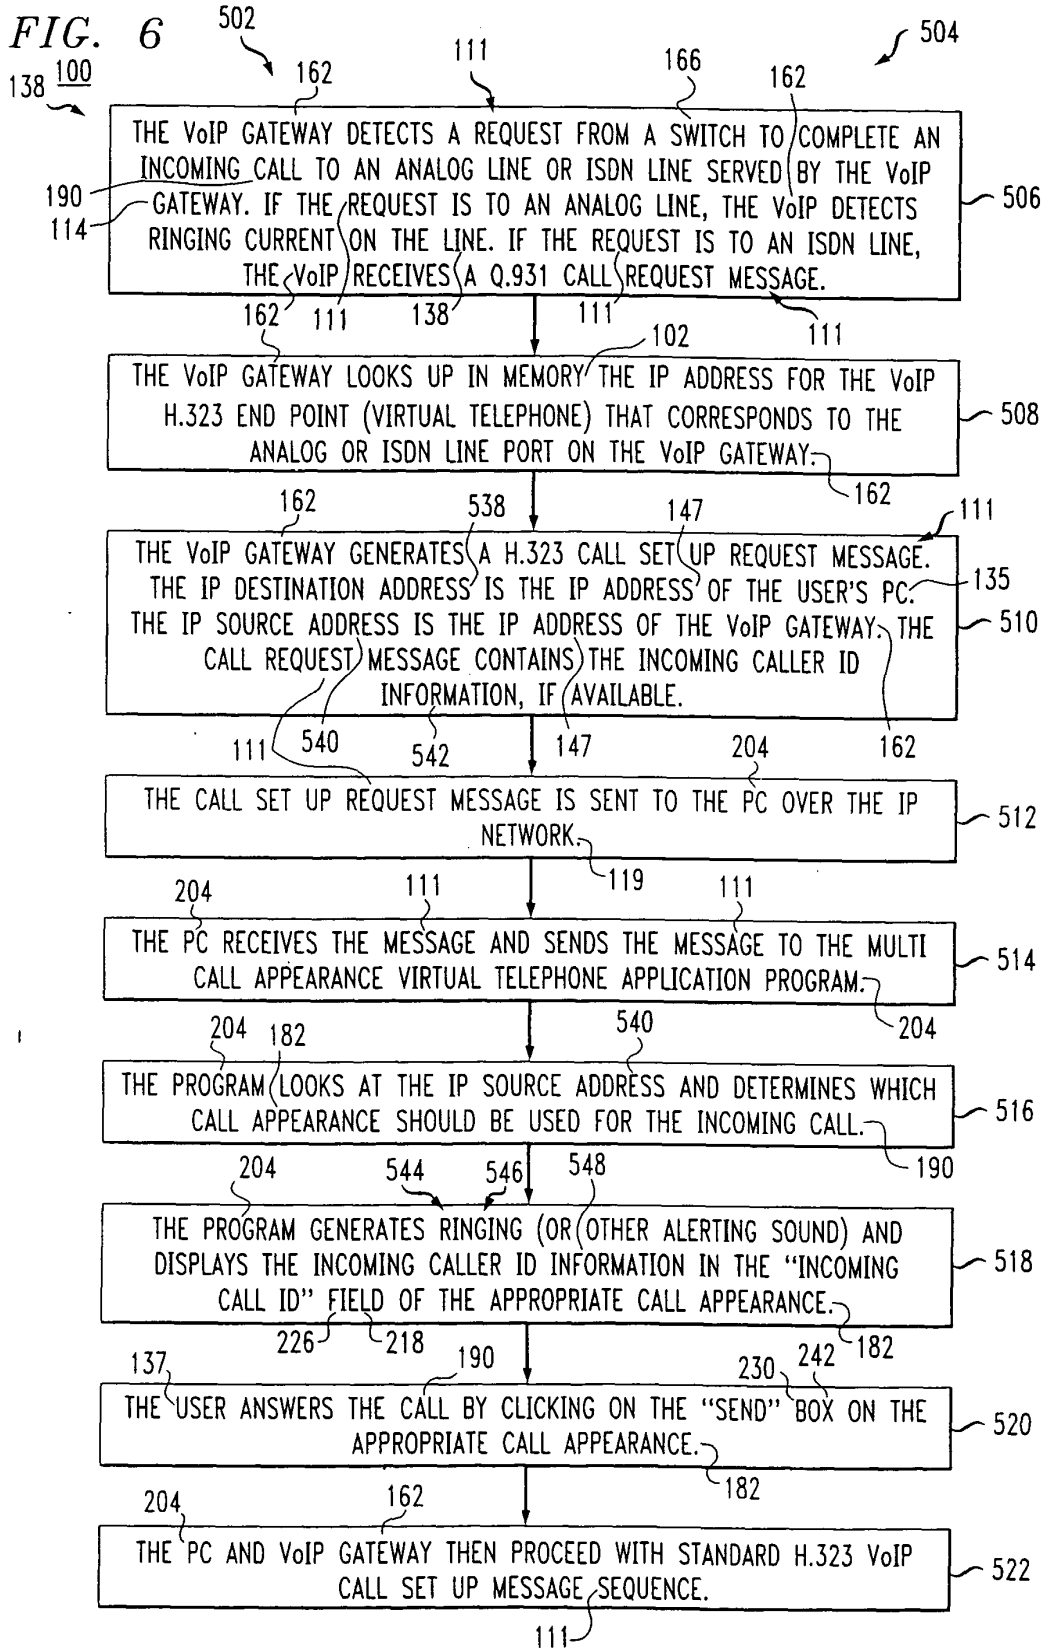 FIG. 6
502
504
138 100
162
111
166
162
THE VoIP GATEWAY DETECTS A REQUEST FROM A SWITCH TO COMPLETE AN
INCOMING CALL TO AN ANALOG LINE OR ISDN LINE SERVED BY THE VoIP
190
GATEWAY. IF THE REQUEST IS TO AN ANALOG LINE, THE VoIP DETECTS
506
114
RINGING CURRENT ON THE LINE. IF THE REQUEST IS TO AN ISDN LINE,
THE VoIP RECEIVES A Q.931 CALL REQUEST MESSAGE.
162 111 138 111 111
102
THE VoIP GATEWAY LOOKS UP IN MEMORY THE IP ADDRESS FOR THE VoIP
H.323 END POINT (VIRTUAL TELEPHONE) THAT CORRESPONDS TO THE
508
ANALOG OR ISDN LINE PORT ON THE VoIP GATEWAY.
162
162 538 147 111
THE VoIP GATEWAY GENERATES A H.323 CALL SET UP REQUEST MESSAGE.
THE IP DESTINATION ADDRESS IS THE IP ADDRESS OF THE USER'S PC.
135
THE IP SOURCE ADDRESS IS THE IP ADDRESS OF THE VoIP GATEWAY. THE
510
CALL REQUEST MESSAGE CONTAINS THE INCOMING CALLER ID
INFORMATION, IF AVAILABLE.
111 540 542 147 204 162
THE CALL SET UP REQUEST MESSAGE IS SENT TO THE PC OVER THE IP
512
NETWORK.
119
204 111 111
THE PC RECEIVES THE MESSAGE AND SENDS THE MESSAGE TO THE MULTI
514
CALL APPEARANCE VIRTUAL TELEPHONE APPLICATION PROGRAM.
204
204 182 540
THE PROGRAM LOOKS AT THE IP SOURCE ADDRESS AND DETERMINES WHICH
516
CALL APPEARANCE SHOULD BE USED FOR THE INCOMING CALL.
190
204 544 546 548
THE PROGRAM GENERATES RINGING (OR OTHER ALERTING SOUND) AND
DISPLAYS THE INCOMING CALLER ID INFORMATION IN THE “INCOMING
518
CALL ID” FIELD OF THE APPROPRIATE CALL APPEARANCE.
226 218 182
137 190 230 242
THE USER ANSWERS THE CALL BY CLICKING ON THE “SEND” BOX ON THE
520
APPROPRIATE CALL APPEARANCE.
182
204 162
THE PC AND VoIP GATEWAY THEN PROCEED WITH STANDARD H.323 VoIP
522
CALL SET UP MESSAGE SEQUENCE.
111